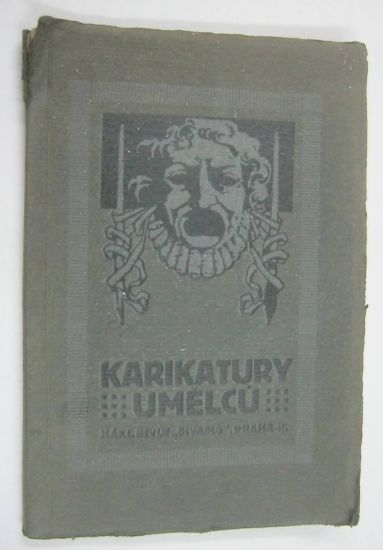 KARIKATURY
UMĚLCŮ
NÁKL. REVUE „DIVADLO“, PRAHA-II.